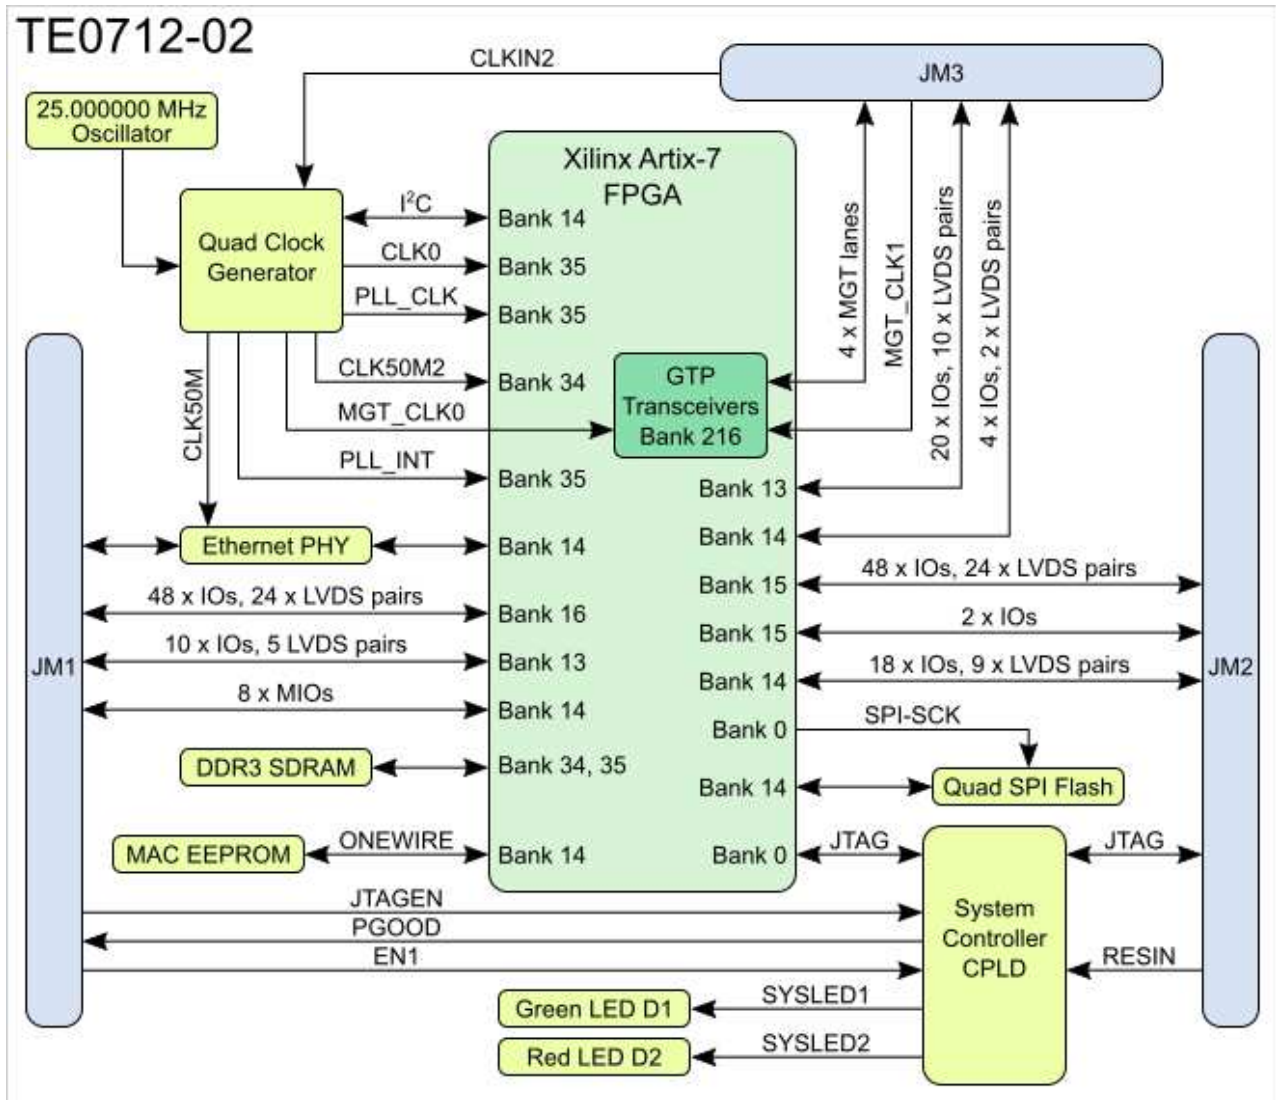 TE0712-02
CLKIN2
JM3
25.000000 MHz
Oscillator
Xilinx Artix-7
FPGA
Quad Clock
Generator
I²C
Bank 14
CLK0
Bank 35
PLL_CLK
Bank 35
CLK50M2
Bank 34
MGT_CLK0
GTP
Transceivers
Bank 216
CLK50M
PLL_INT
Bank 35
4 x MGT lanes
MGT_CLK1
20 x IOs, 10 x LVDS pairs
4 x IOs, 2 x LVDS pairs
Bank 13
Bank 14
Ethernet PHY
Bank 14
48 x IOs, 24 x LVDS pairs
Bank 16
10 x IOs, 5 LVDS pairs
Bank 13
JM1
8 x MIOs
Bank 14
DDR3 SDRAM
Bank 34, 35
MAC EEPROM
ONEWIRE
Bank 14
Bank 15
48 x IOs, 24 x LVDS pairs
Bank 15
2 x IOs
Bank 14
18 x IOs, 9 x LVDS pairs
JM2
Bank 0
SPI-SCK
Bank 14
Quad SPI Flash
Bank 0
JTAG
JTAG
JTAGEN
PGOOD
EN1
System
Controller
CPLD
RESIN
Green LED D1
SYSLED1
Red LED D2
SYSLED2